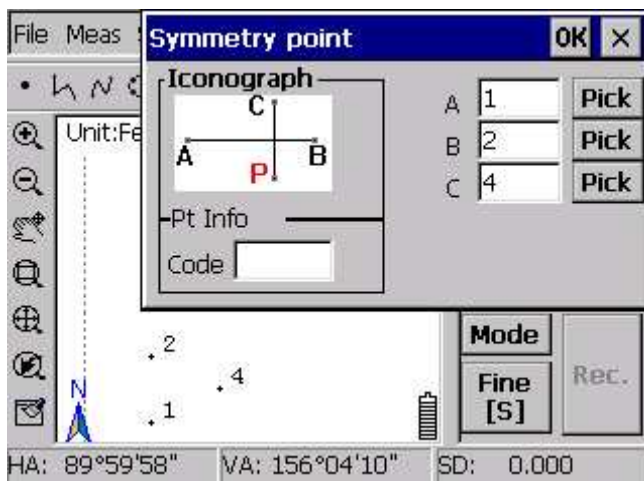 File Meas
Symmetry point OK ×
Iconograph
C
A B
P
Pt Info
Code
A 1 Pick
B 2 Pick
C 4 Pick
Unit:Fe
2
4
1
N
Mode
Fine
[S]
Rec.
HA: 89°59'58" VA: 156°04'10" SD: 0.000